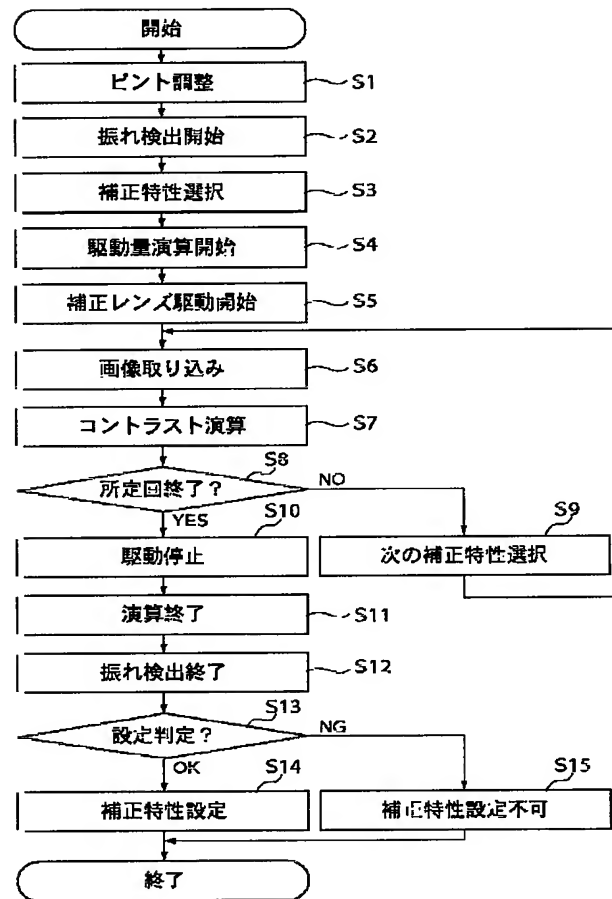 開始
ピント調整
S1
振れ検出開始
S2
補正特性選択
S3
駆動量演算開始
S4
補正レンズ駆動開始
S5
画像取り込み
S6
コントラスト演算
S7
所定回終了?
S8
NO
YES
S9
次の補正特性選択
S10
駆動停止
演算終了
S11
振れ検出終了
S12
設定判定?
S13
NG
OK
S14
補正特性設定
S15
補正特性設定不可
終了